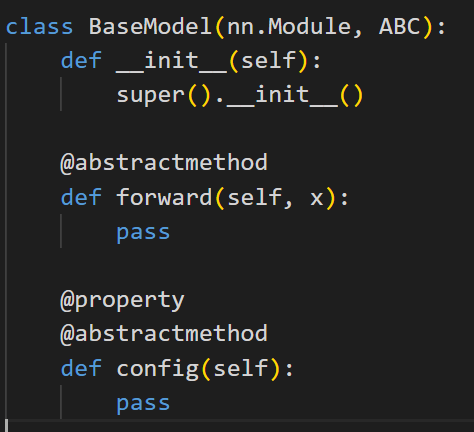 class BaseModel(nn.Module, ABC):
    def __init__(self):
        super().__init__()

    @abstractmethod
    def forward(self, x):
        pass

    @property
    @abstractmethod
    def config(self):
        pass